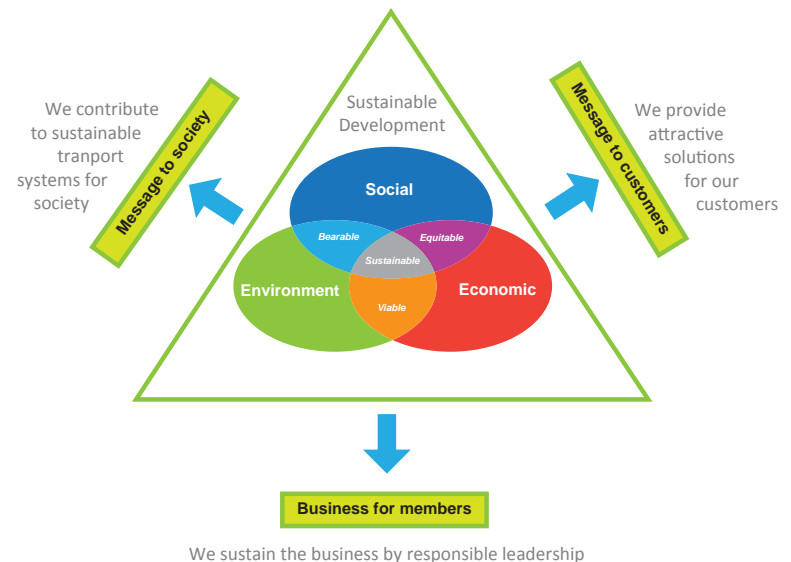 Sustainable
Development
Social
Bearable
Equitable
Sustainable
Environment
Economic
Viable
We contribute
to sustainable
tranport
systems for
society
Message to society
Message to customers
We provide
attractive
solutions
for our
customers
Business for members
We sustain the business by responsible leadership